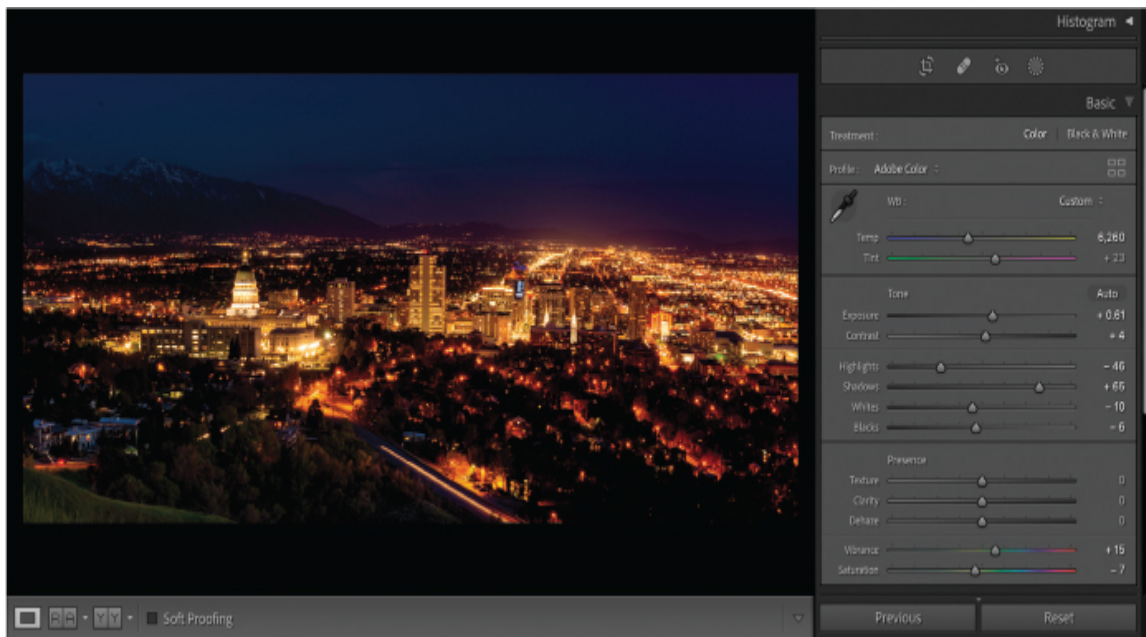 Histogram
Basic
Treatment : Color Black & White
Profile : Adobe Color
WB : Custom
Temp 6,260
Tint + 23
Tone Auto
Exposure + 0.61
Contrast + 4
Highlights - 46
Shadows + 65
Whites - 10
Blacks - 6
Presence
Texture 0
Clarity 0
Dehaze 0
Vibrance + 15
Saturation - 7
R A Y Y Soft Proofing Previous Reset